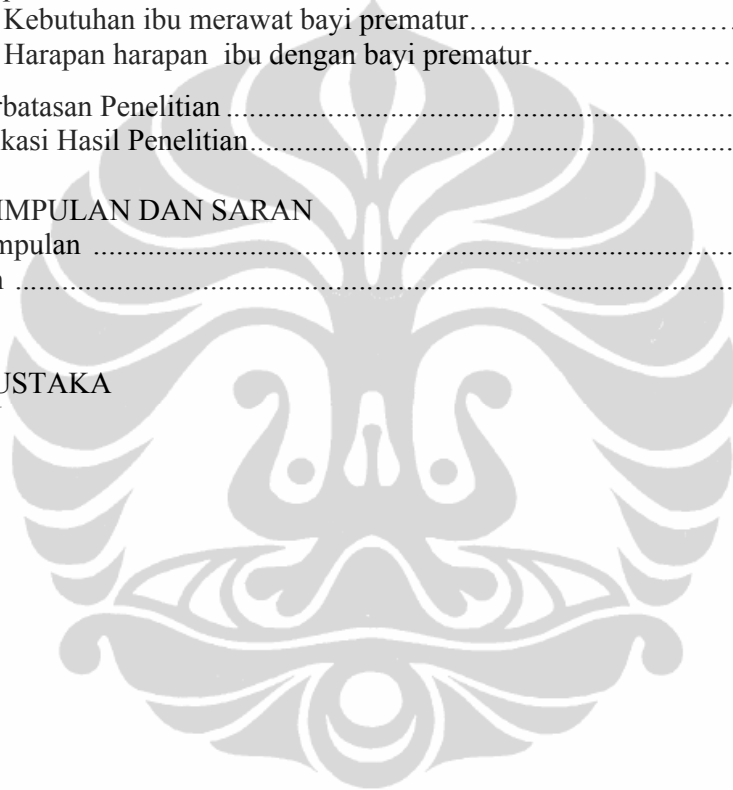 Kebutuhan ibu merawat bayi prematur……………………
Harapan harapan ibu dengan bayi prematur………………
rbatasan Penelitian ....................................................................
kasi Hasil Penelitian....................................................................
IMPULAN DAN SARAN
mpulan ....................................................................
n ....................................................................
USTAKA